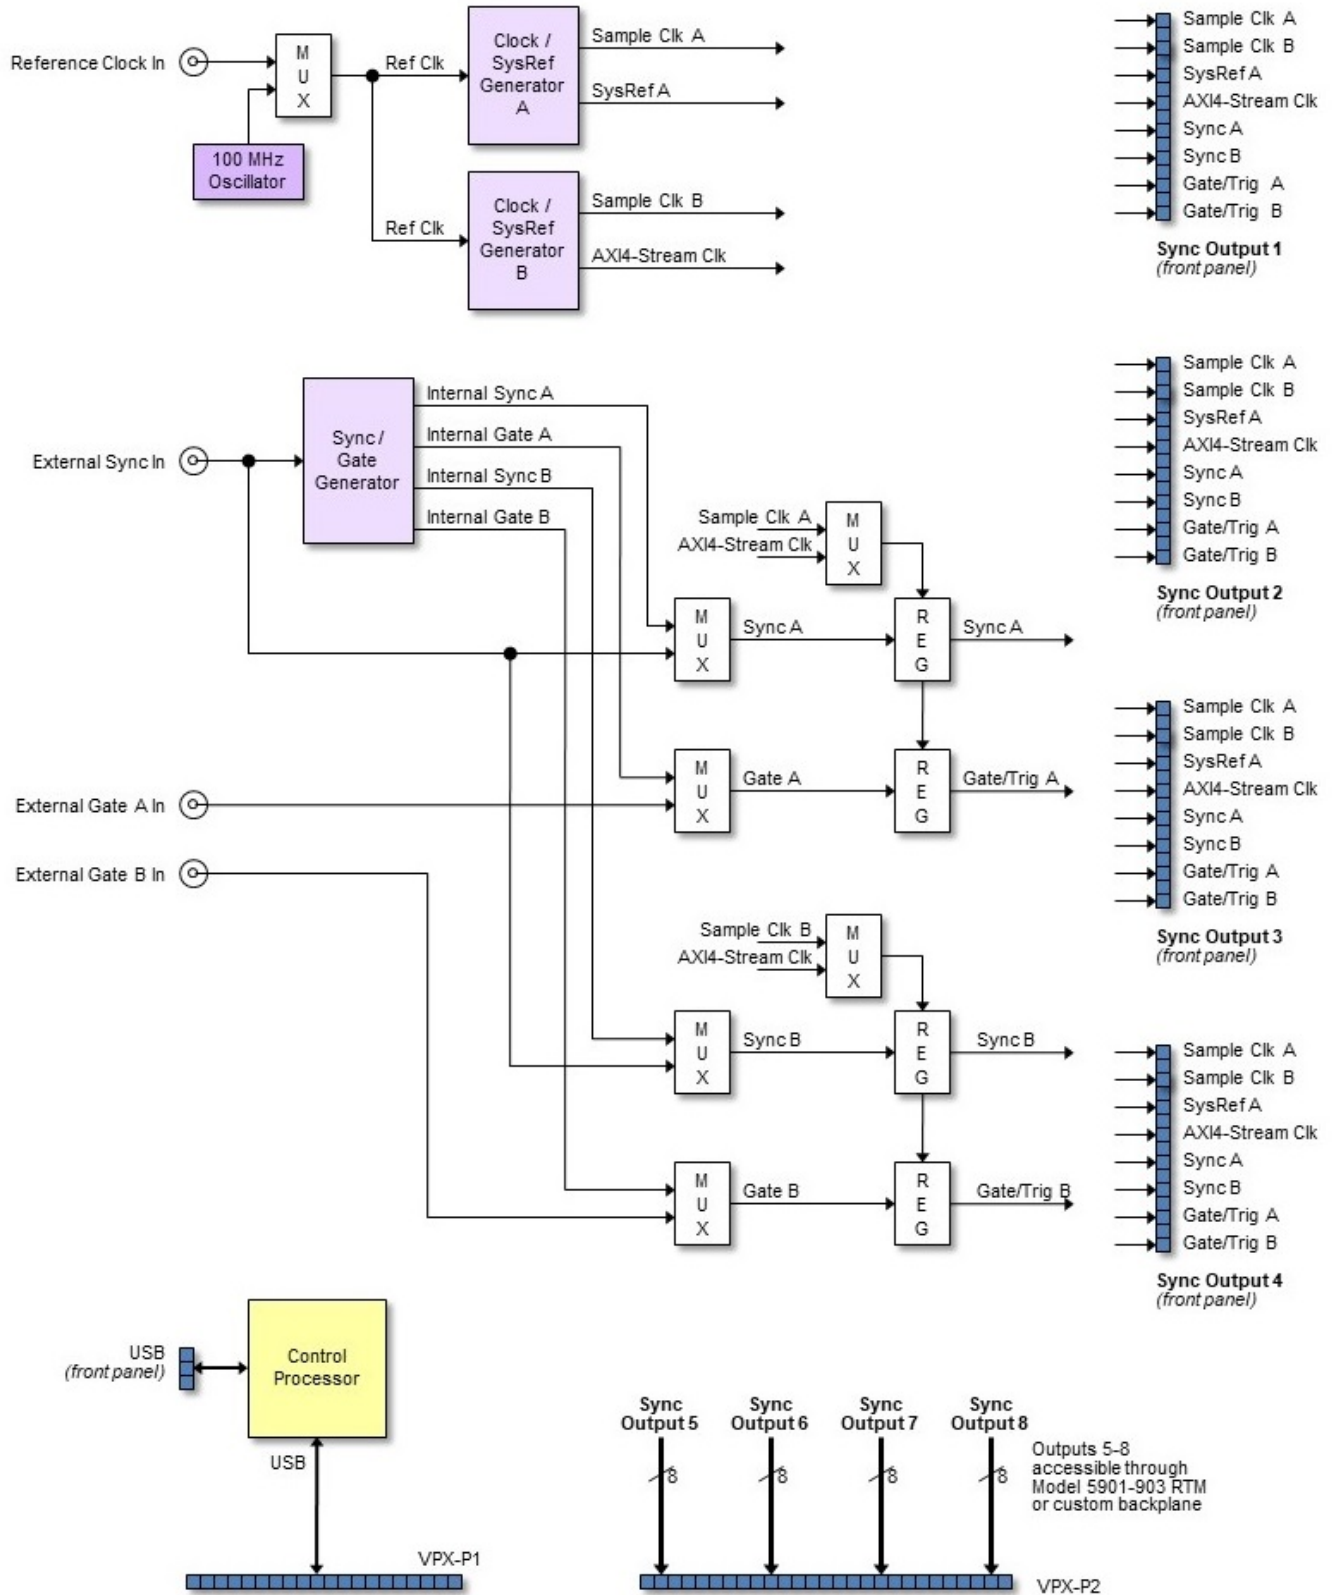 Reference Clock In
M
U
X
100 MHz
Oscillator
Ref Clk
Clock /
SysRef
Generator
A
Sample Clk A
SysRef A
Ref Clk
Clock /
SysRef
Generator
B
Sample Clk B
AXI4-Stream Clk
Sample Clk A
Sample Clk B
SysRef A
AXI4-Stream Clk
Sync A
Sync B
Gate/Trig A
Gate/Trig B
Sync Output 1
(front panel)
External Sync In
Sync /
Gate
Generator
Internal Sync A
Internal Gate A
Internal Sync B
Internal Gate B
Sample Clk A
AXI4-Stream Clk
M
U
X
M
U
X
Sync A
R
E
G
Sync A
Sample Clk A
Sample Clk B
SysRef A
AXI4-Stream Clk
Sync A
Sync B
Gate/Trig A
Gate/Trig B
Sync Output 2
(front panel)
External Gate A In
M
U
X
Gate A
R
E
G
Gate/Trig A
Sample Clk A
Sample Clk B
SysRef A
AXI4-Stream Clk
Sync A
Sync B
Gate/Trig A
Gate/Trig B
Sync Output 3
(front panel)
External Gate B In
Sample Clk B
AXI4-Stream Clk
M
U
X
M
U
X
Sync B
R
E
G
Sync B
M
U
X
Gate B
R
E
G
Gate/Trig B
Sample Clk A
Sample Clk B
SysRef A
AXI4-Stream Clk
Sync A
Sync B
Gate/Trig A
Gate/Trig B
Sync Output 4
(front panel)
USB
(front panel)
Control
Processor
USB
VPX-P1
Sync
Output 5
8
Sync
Output 6
8
Sync
Output 7
8
Sync
Output 8
8
Outputs 5-8
accessible through
Model 5901-903 RTM
or custom backplane
VPX-P2